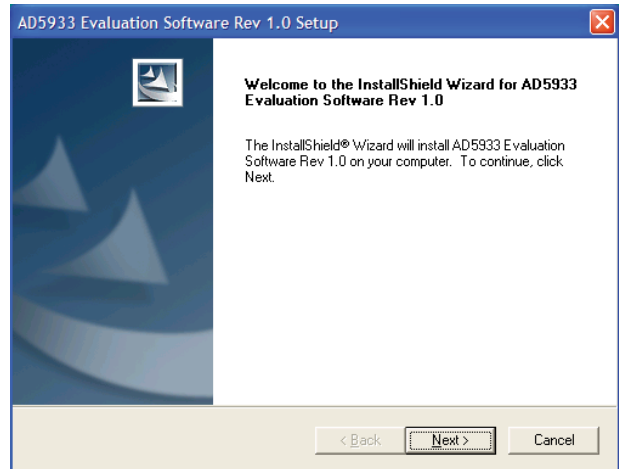 AD5933 Evaluation Software Rev 1.0 Setup
Welcome to the InstallShield Wizard for AD5933
Evaluation Software Rev 1.0
The InstallShield® Wizard will install AD5933 Evaluation
Software Rev 1.0 on your computer. To continue, click
Next.
< Back Next > Cancel